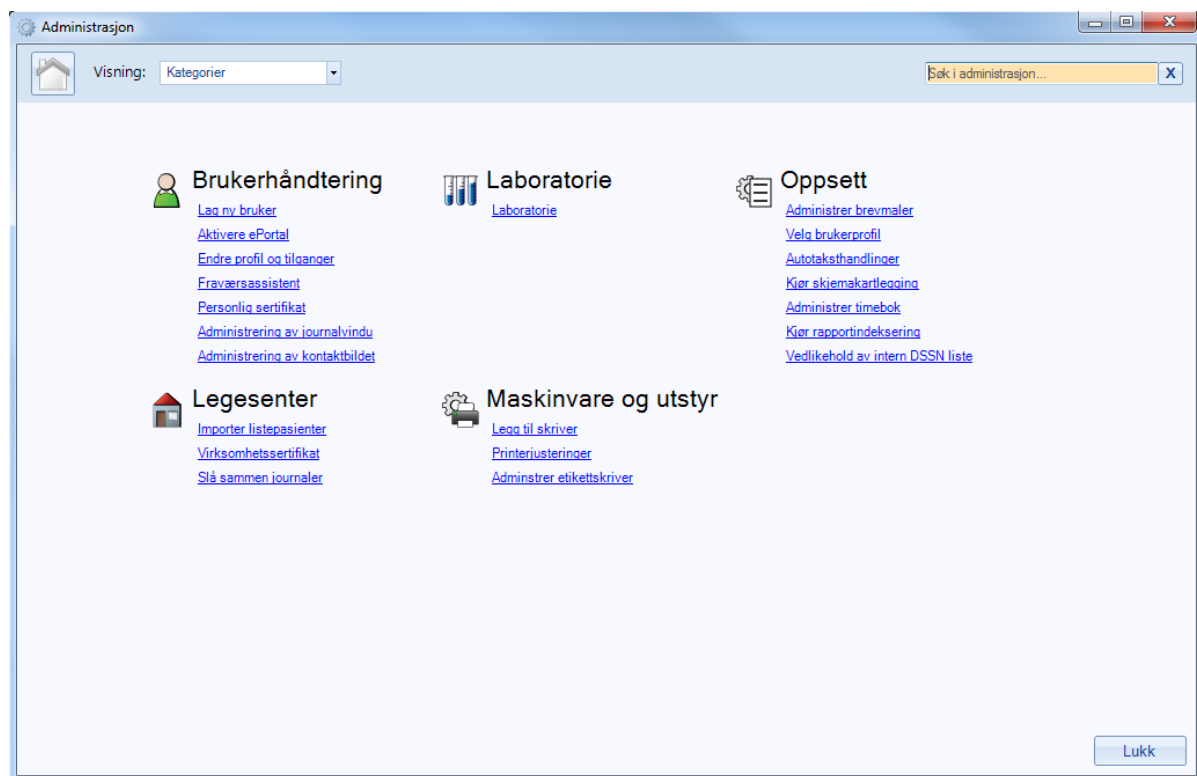 Administrasjon
Visning: Kategorier
Søk i administrasjon...
X
Brukerhåndtering
Lag ny bruker
Aktivere ePortal
Endre profil og tilganger
Fraværsassistent
Personlig sertifikat
Administrering av journalvindu
Administrering av kontaktbildet
Laboratorie
Laboratorie
Oppsett
Administrer brevmaler
Velg brukerprofil
Autotaksthandlinger
Kjør skjemakartlegging
Administrer timebok
Kjør rapportindeksering
Vedlikehold av intern DSSN liste
Legesenter
Importer listepasienter
Virksomhetssertifikat
Slå sammen journaler
Maskinvare og utstyr
Legg til skriver
Printerjusteringer
Adminstrer etikettskriver
Lukk